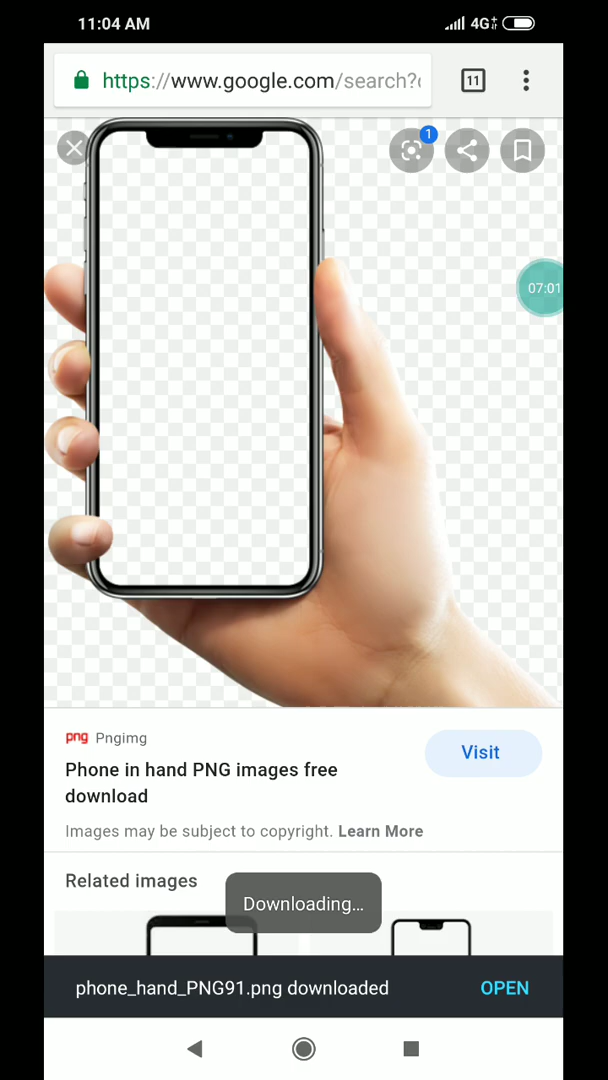 11:04 AM
4G
https://www.google.com/search?
11
1
07:01
png Pngimg
Phone in hand PNG images free
download
Visit
Images may be subject to copyright. Learn More
Related images
Downloading...
phone_hand_PNG91.png downloaded
OPEN